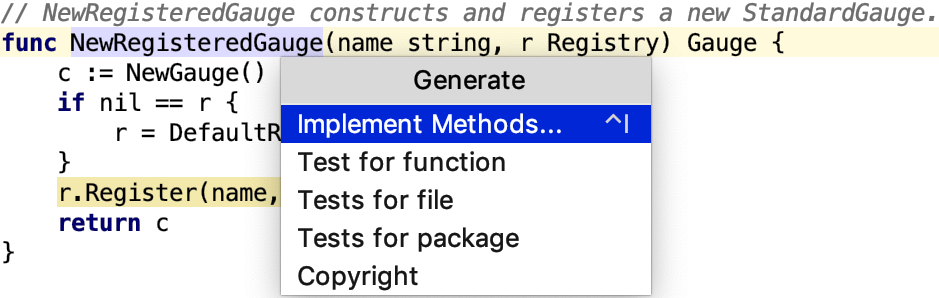 // NewRegisteredGauge constructs and registers a new StandardGauge.
func NewRegisteredGauge(name string, r Registry) Gauge {
c := NewGauge()
if nil == r {
r = DefaultR
}
r.Register(name,
return c
}
Generate
Implement Methods... ^I
Test for function
Tests for file
Tests for package
Copyright